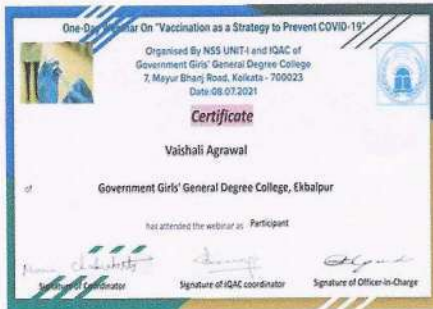 One-Day Webinar On "Vaccination as a Strategy to Prevent COVID-19"
Organised By NSS UNIT-I and IQAC of
Government Girls' General Degree College
7, Mayur Bhanj Road, Kolkata - 700023
Date:08.07.2021
Certificate
Vaishali Agrawal
of Government Girls' General Degree College, Ekbalpur
has attended the webinar as Participant
Signature of Coordinator Signature of IQAC coordinator Signature of Officer-in-Charge